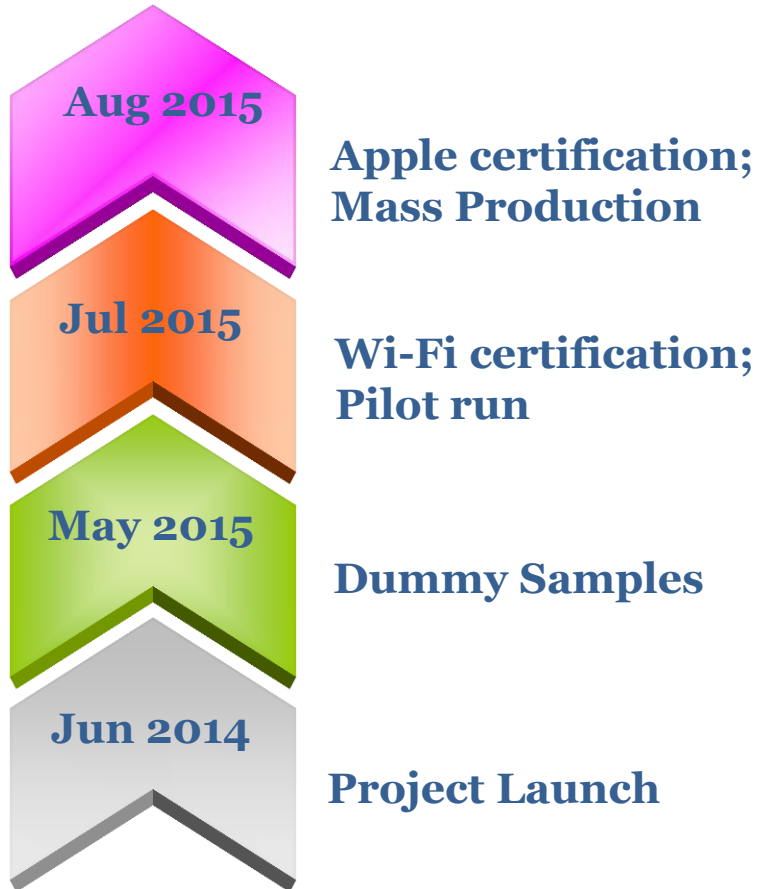 Aug 2015
Apple certification;
Mass Production
Jul 2015
Wi-Fi certification;
Pilot run
May 2015
Dummy Samples
Jun 2014
Project Launch